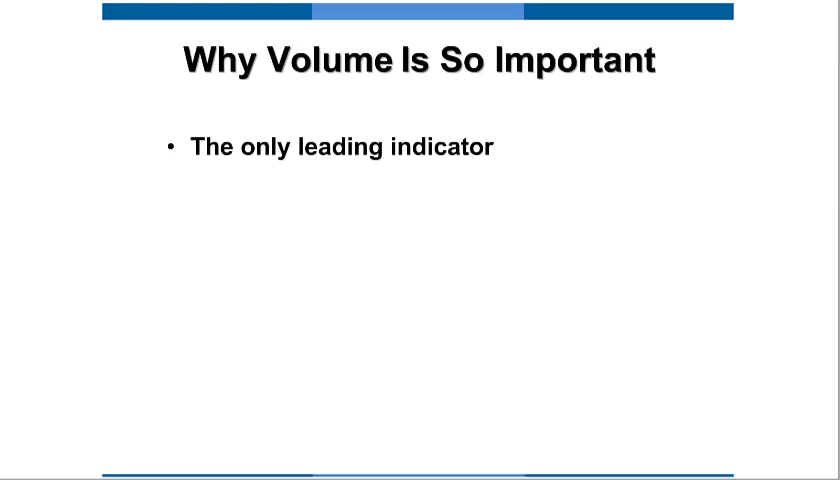 Why Volume Is So Important
• The only leading indicator